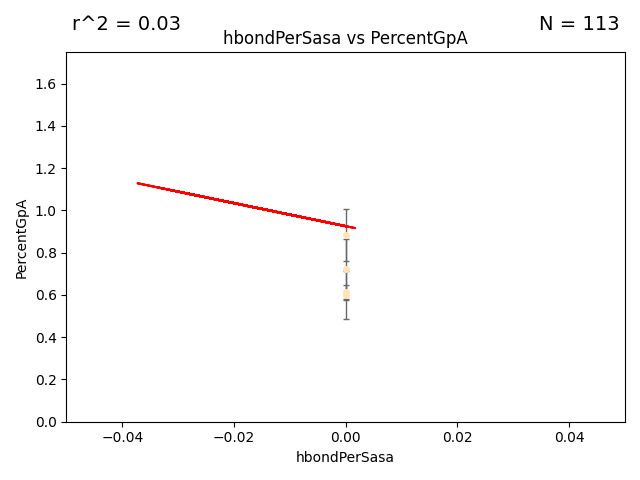 r^2 = 0.03
N = 113
hbondPerSasa vs PercentGpA
PercentGpA
1.6
1.4
1.2
1.0
0.8
0.6
0.4
0.2
0.0
−0.04
−0.02
0.00
0.02
0.04
hbondPerSasa